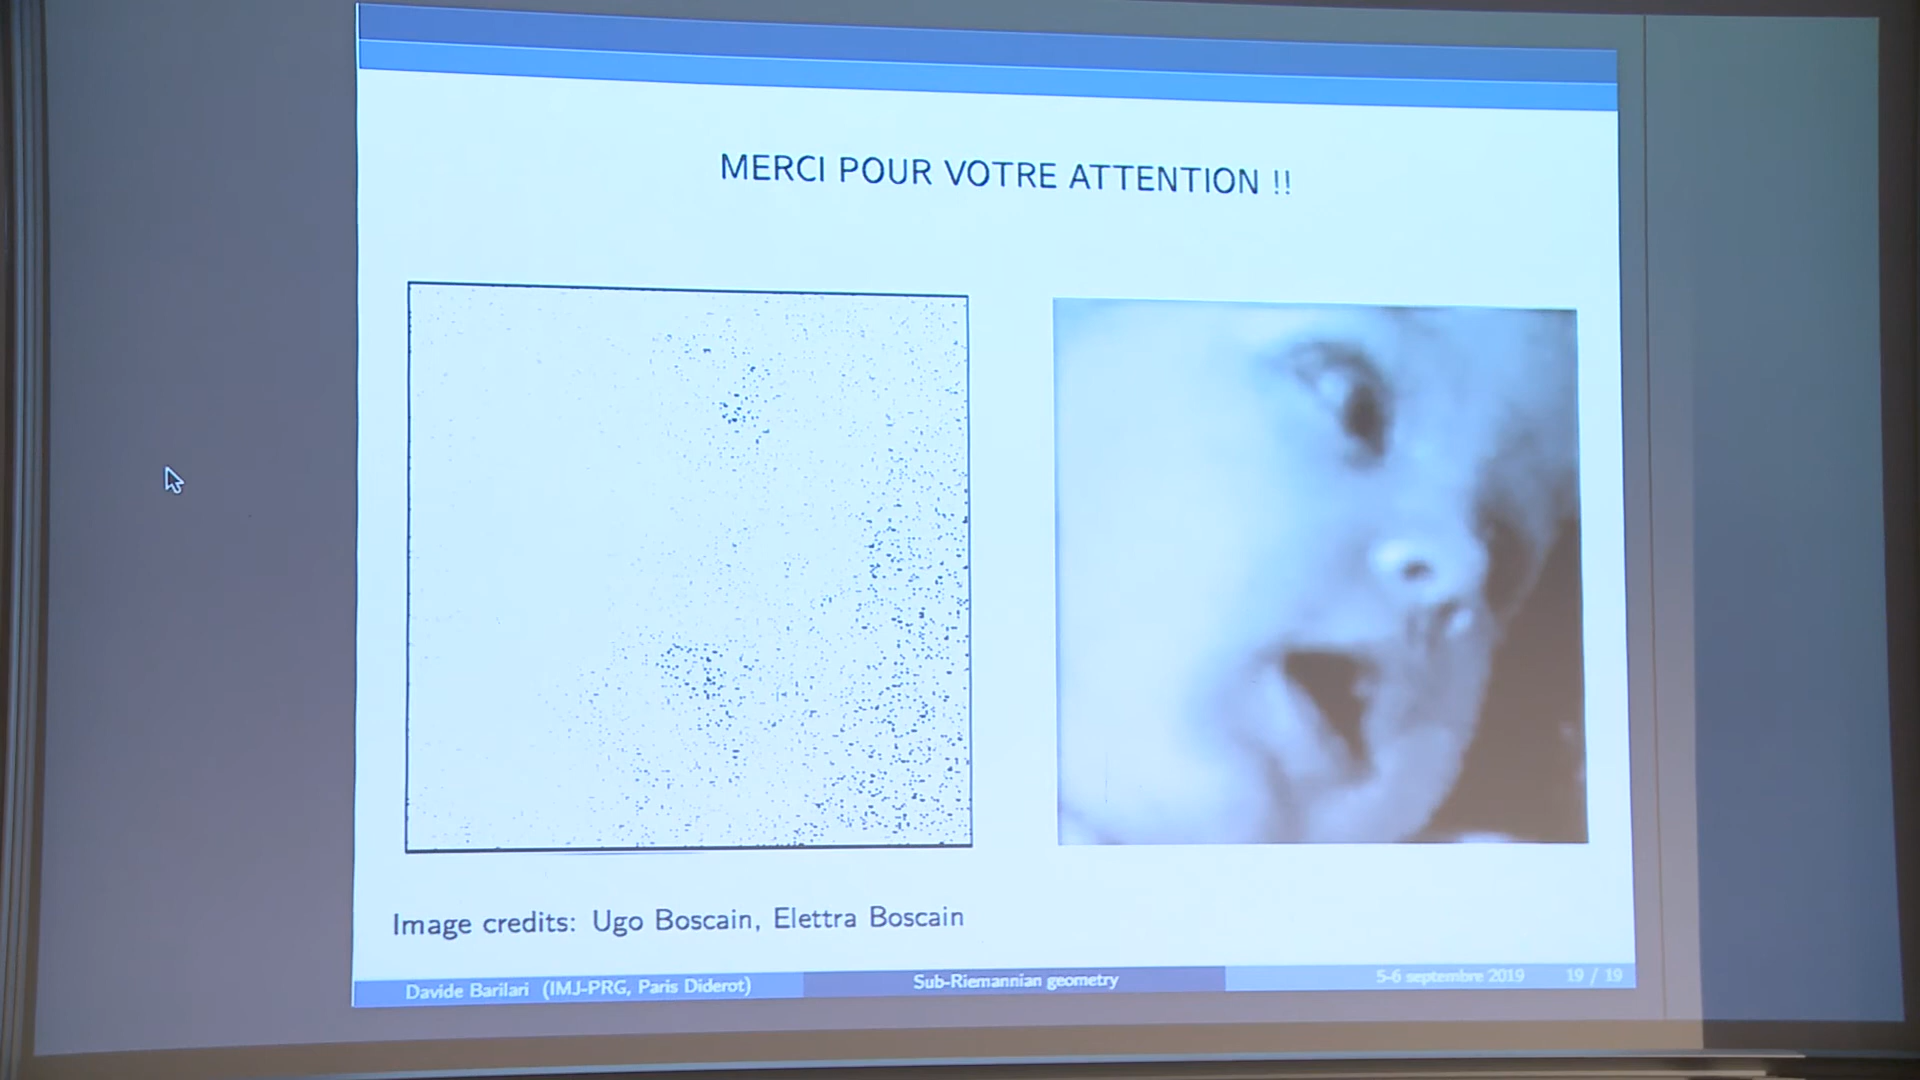 MERCI POUR VOTRE ATTENTION !!
Image credits: Ugo Boscain, Elettra Boscain
Davide Barilari (IMJ-PRG, Paris Diderot)
Sub-Riemannian geometry
5-6 septembre 2019
19 / 19